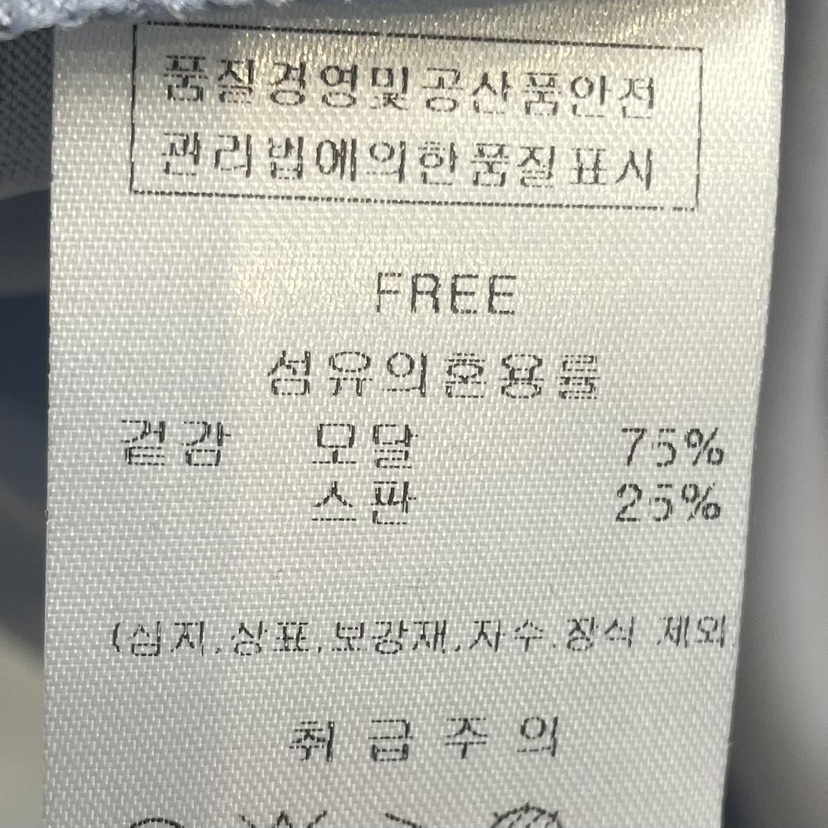 품질경영및공산품안전
관리법에의한품질표시
FREE
섬유의혼용률
겉감 모달 75%
스판 25%
(심지,상표,보강재,자수.장식 제외
취급주의